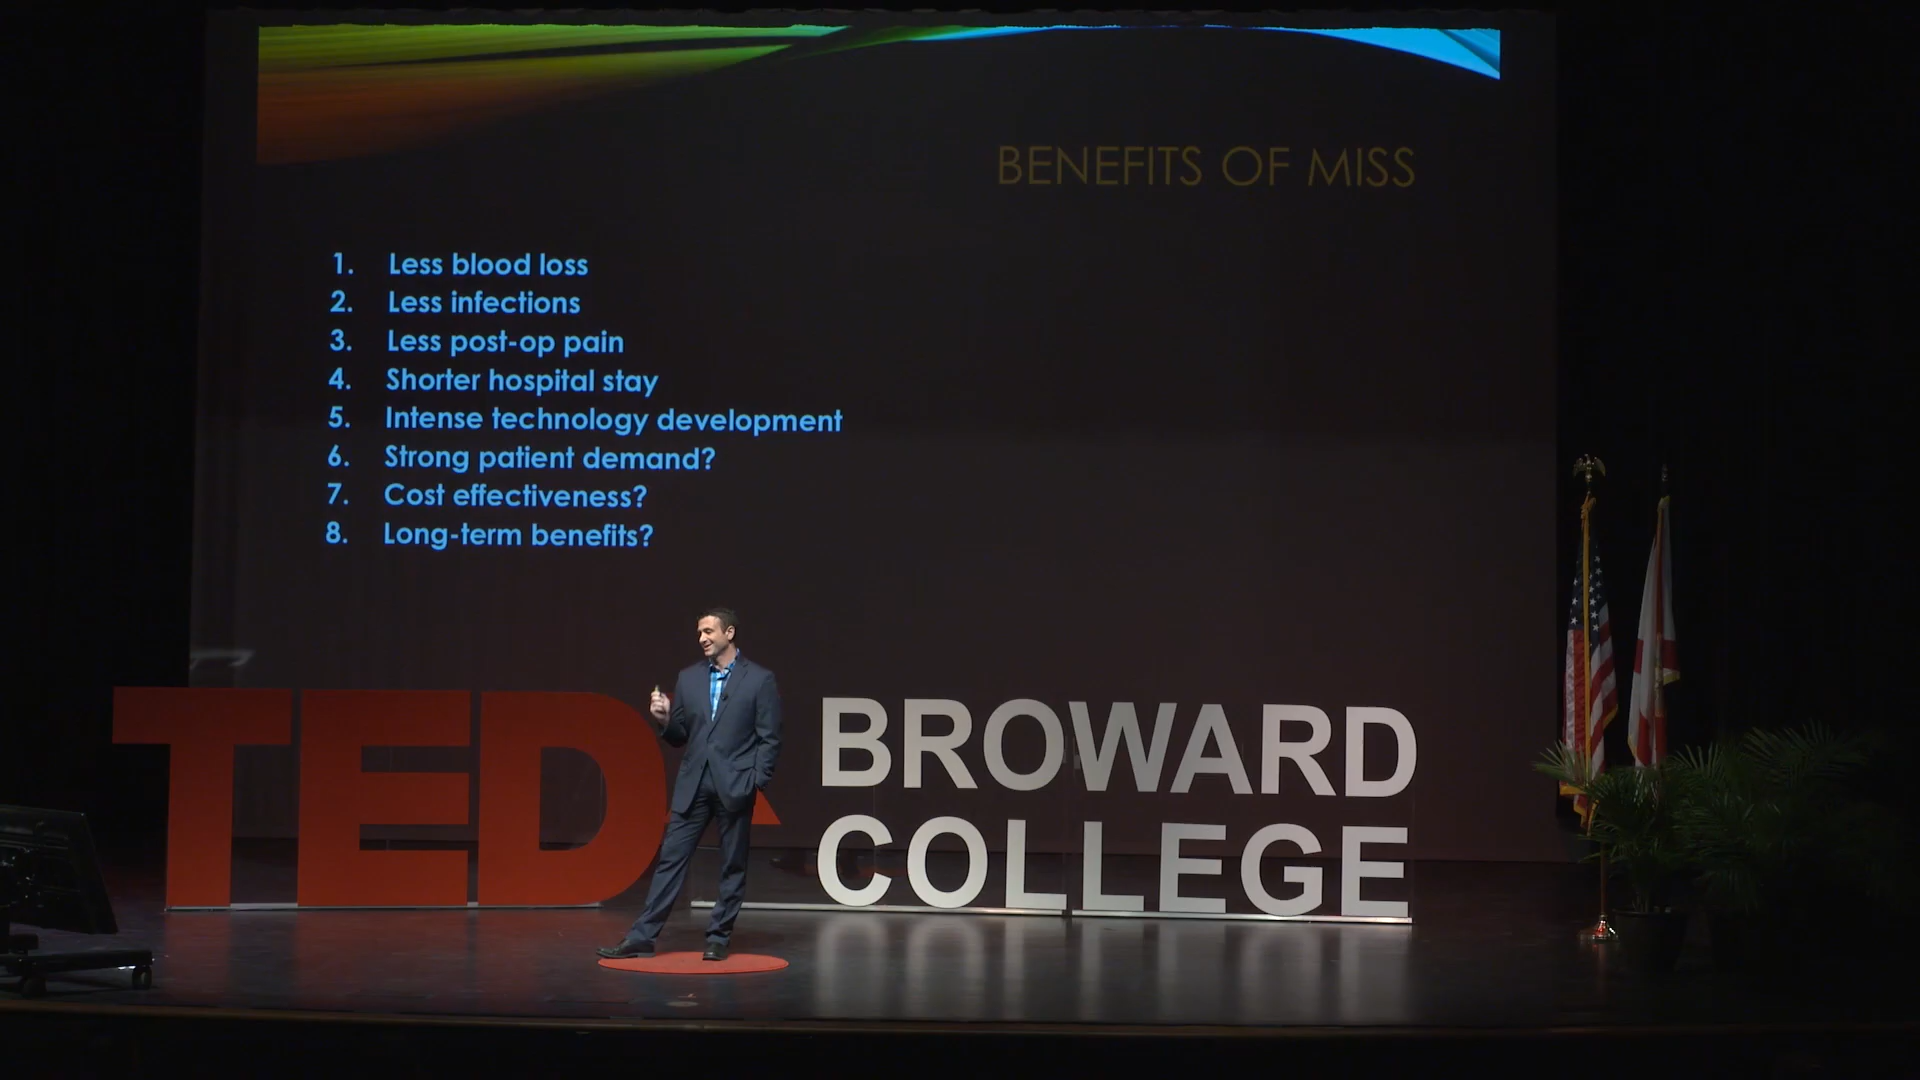 BENEFITS OF MISS
1. Less blood loss
2. Less infections
3. Less post-op pain
4. Shorter hospital stay
5. Intense technology development
6. Strong patient demand?
7. Cost effectiveness?
8. Long-term benefits?
TEDx
BROWARD
COLLEGE